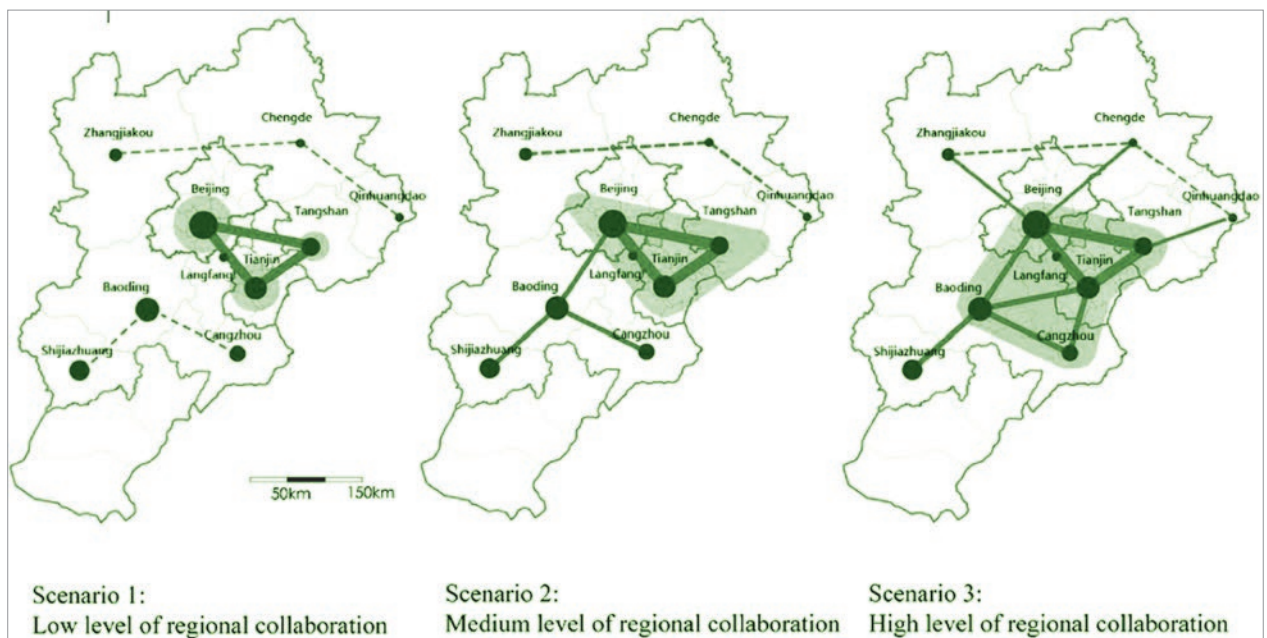 Chengde
Zhangjiakou
Beijing
Qinhuangdao
Tangshan
Tianjin
Langfang
Baoding
Cangzhou
Shijiazhuang
50km 150km
Chengde
Zhangjiakou
Beijing
Qinhuangdao
Tangshan
Tianjin
Langfang
Baoding
Cangzhou
Shijiazhuang
Chengde
Zhangjiakou
Beijing
Qinhuangdao
Tangshan
Tianjin
Langfang
Baoding
Cangzhou
Shijiazhuang
Scenario 1:
Low level of regional collaboration
Scenario 2:
Medium level of regional collaboration
Scenario 3:
High level of regional collaboration